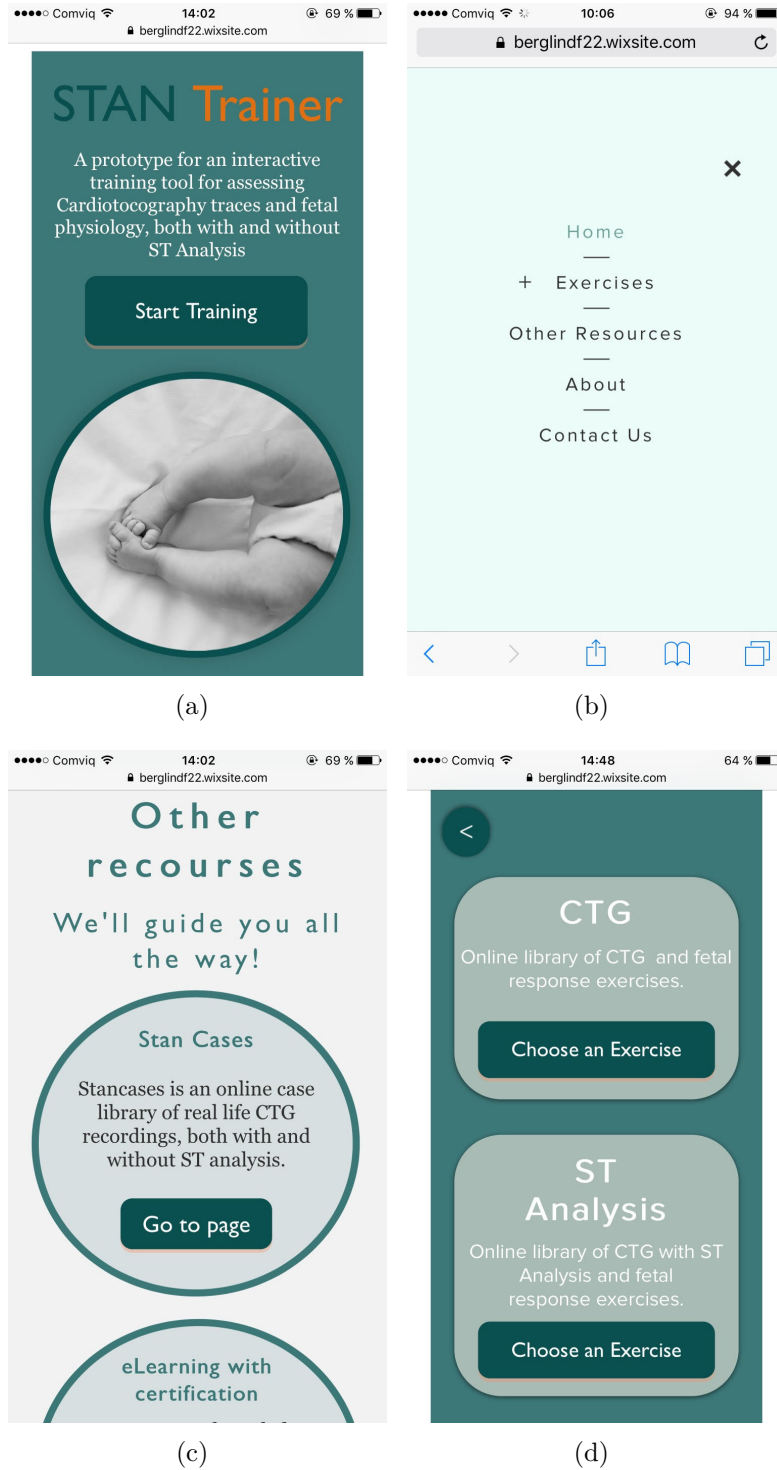 Comviq 14:02 69 %
berglindf22.wixsite.com
STAN Trainer
A prototype for an interactive
training tool for assessing
Cardiotocography traces and fetal
physiology, both with and without
ST Analysis
Start Training
(a)
Comviq 10:06 94 %
berglindf22.wixsite.com
×
Home
+ Exercises
Other Resources
About
Contact Us
(b)
Comviq 14:02 69 %
berglindf22.wixsite.com
Other
recourses
We'll guide you all
the way!
Stan Cases
Stancases is an online case
library of real life CTG
recordings, both with and
without ST analysis.
Go to page
eLearning with
certification
(c)
Comviq 14:48 64 %
berglindf22.wixsite.com
<
CTG
Online library of CTG and fetal
response exercises.
Choose an Exercise
ST
Analysis
Online library of CTG with ST
Analysis and fetal
response exercises.
Choose an Exercise
(d)